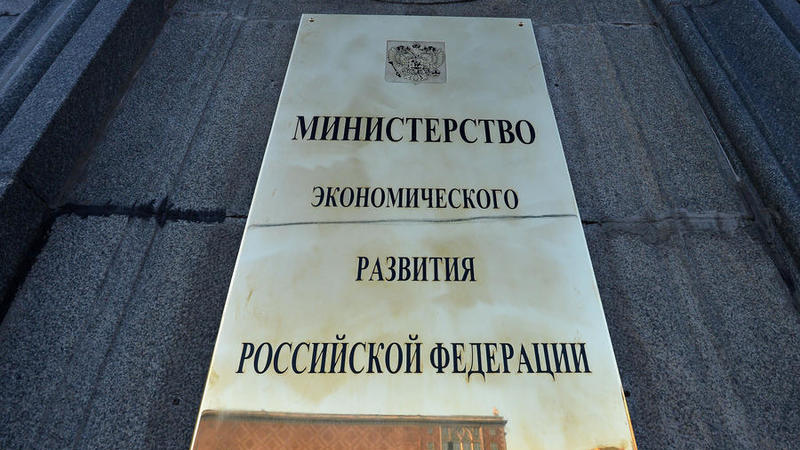 МИНИСТЕРСТВО
ЭКОНОМИЧЕСКОГО
РАЗВИТИЯ
РОССИЙСКОЙ ФЕДЕРАЦИИ